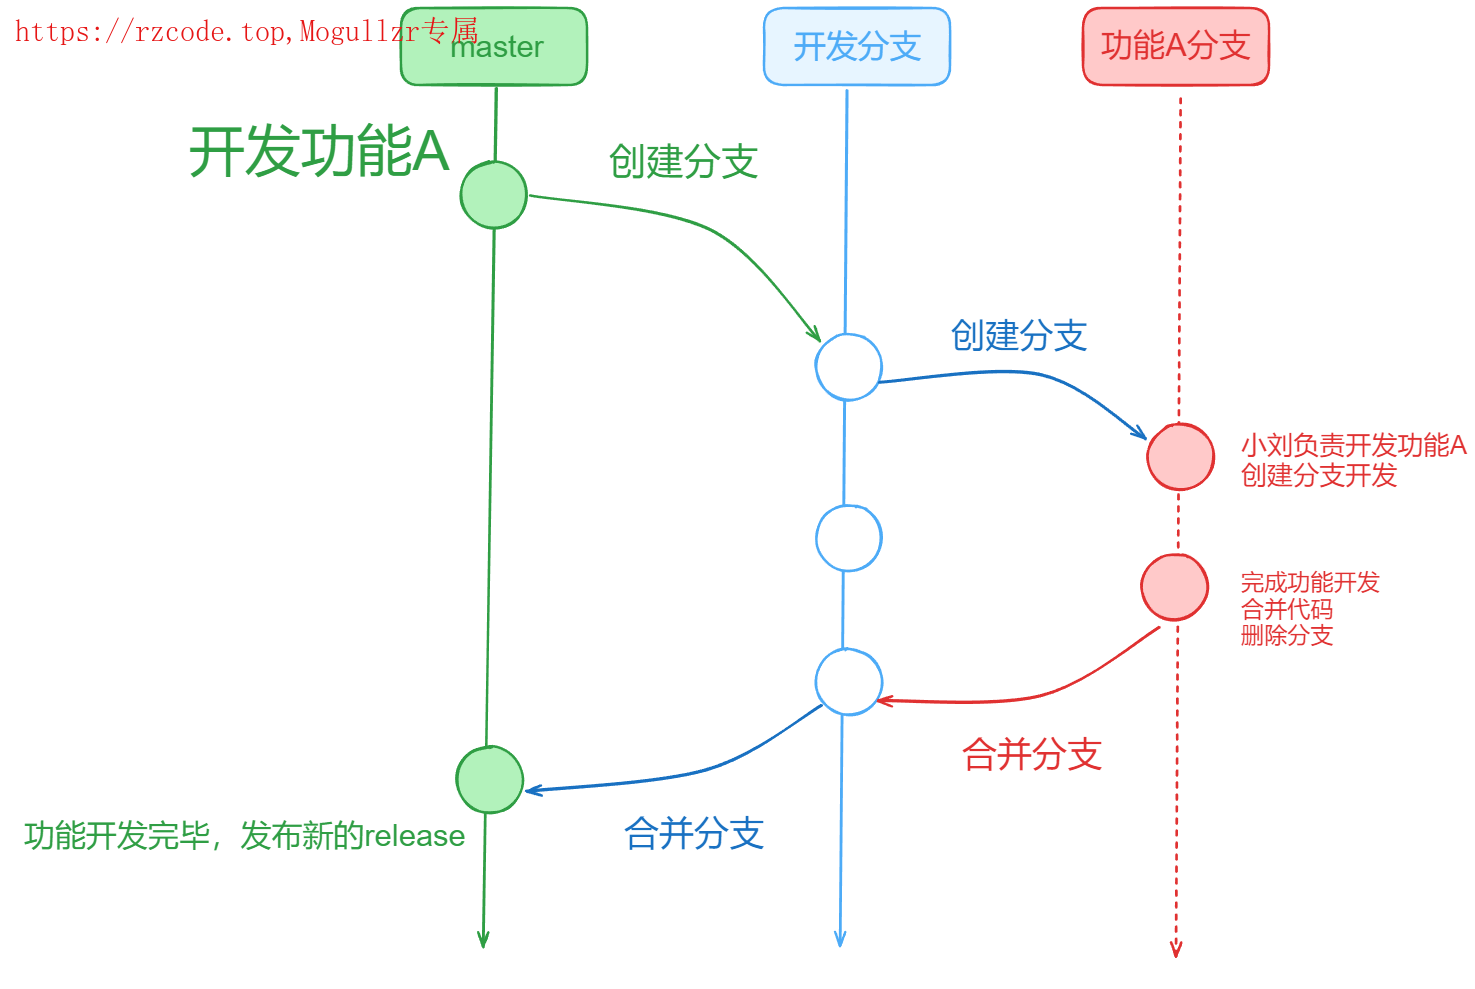 https://rzcode.top,Mogullzr专属
master
开发分支
功能A分支
开发功能A
创建分支
创建分支
小刘负责开发功能A
创建分支开发
完成功能开发
合并代码
删除分支
合并分支
合并分支
功能开发完毕，发布新的release